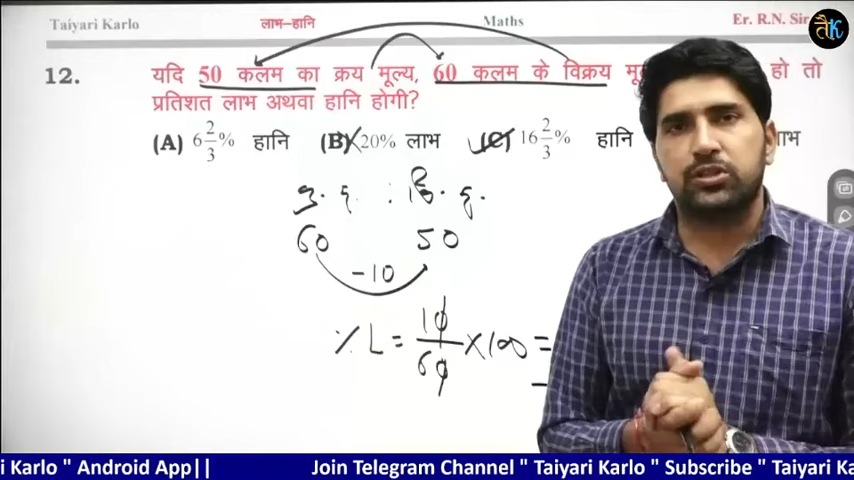 Taiyari Karlo लाभ-हानि Maths Er. R.N. Sir
तैK
12. यदि 50 कलम का क्रय मूल्य, 60 कलम के विक्रय हो तो
प्रतिशत लाभ अथवा हानि होगी?
(A) 6 2/3% हानि (B) 20% लाभ (C) 16 2/3% हानि
60 50
-10
% L = 10/60 × 100 =
i Karlo " Android App|| Join Telegram Channel " Taiyari Karlo " Subscribe " Taiyari Ka